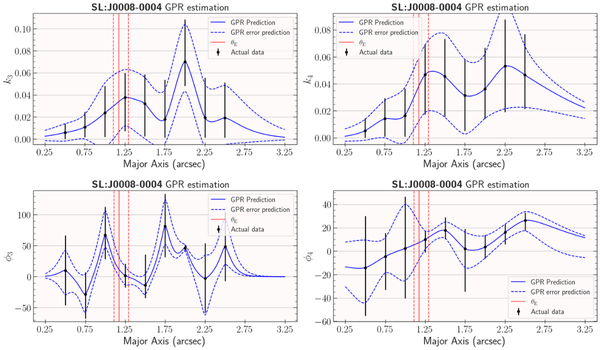 SL:J0008-0004 GPR estimation
GPR Prediction
GPR error prediction
θE
Actual data
k3
0.10
0.08
0.06
0.04
0.02
0.00
0.25 0.75 1.25 1.75 2.25 2.75 3.25
Major Axis (arcsec)
SL:J0008-0004 GPR estimation
GPR Prediction
GPR error prediction
θE
Actual data
k4
0.08
0.06
0.04
0.02
0.00
0.25 0.75 1.25 1.75 2.25 2.75 3.25
Major Axis (arcsec)
SL:J0008-0004 GPR estimation
GPR Prediction
GPR error prediction
θE
Actual data
ϕ3
100
50
0
−50
0.25 0.75 1.25 1.75 2.25 2.75 3.25
Major Axis (arcsec)
SL:J0008-0004 GPR estimation
ϕ4
40
20
0
−20
−40
−60
GPR Prediction
GPR error prediction
θE
Actual data
0.25 0.75 1.25 1.75 2.25 2.75 3.25
Major Axis (arcsec)